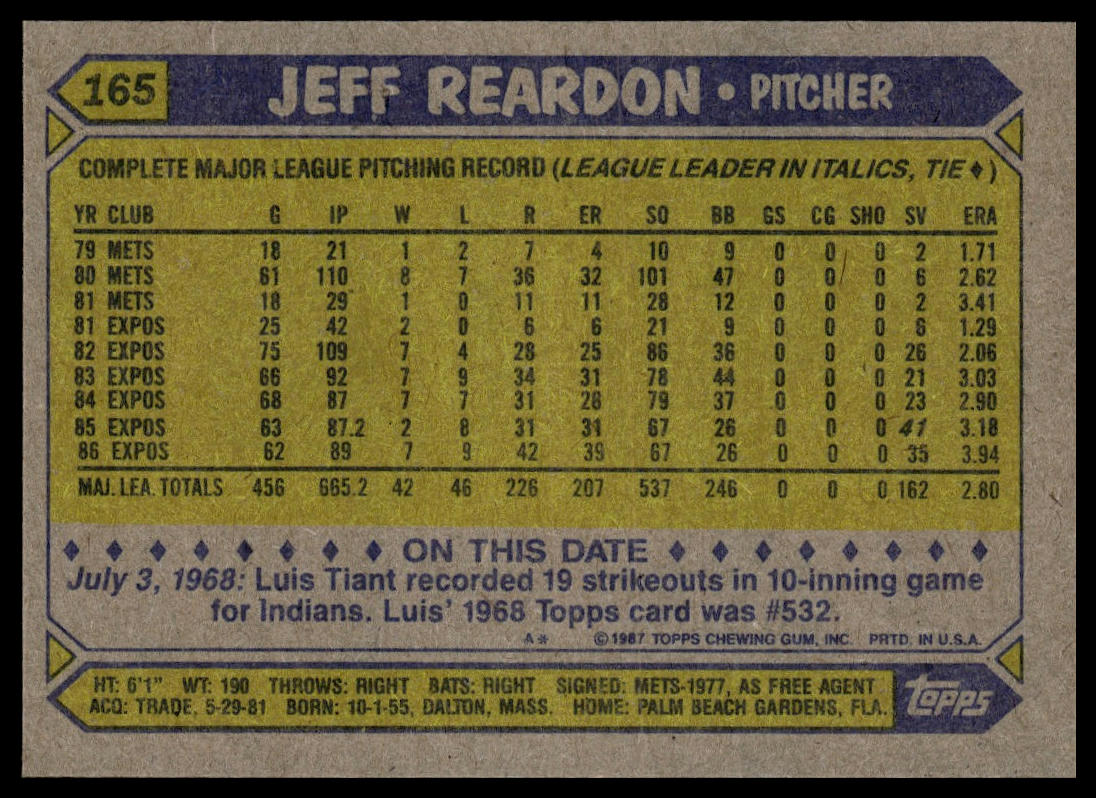 165 JEFF REARDON • PITCHER
COMPLETE MAJOR LEAGUE PITCHING RECORD (LEAGUE LEADER IN ITALICS, TIE ♦)
YR CLUB G IP W L R ER SO BB GS CG SHO SV ERA
79 METS 18 21 1 2 7 4 10 9 0 0 0 2 1.71
80 METS 61 110 8 7 36 32 101 47 0 0 0 6 2.62
81 METS 18 29 1 0 11 11 28 12 0 0 0 2 3.41
81 EXPOS 25 42 2 0 6 6 21 9 0 0 0 6 1.29
82 EXPOS 75 109 7 4 28 25 86 36 0 0 0 26 2.06
83 EXPOS 66 92 7 9 34 31 78 44 0 0 0 21 3.03
84 EXPOS 68 87 7 7 31 28 79 37 0 0 0 23 2.90
85 EXPOS 63 87.2 2 8 31 31 67 26 0 0 0 41 3.18
86 EXPOS 62 89 7 9 42 39 67 26 0 0 0 35 3.94
MAJ. LEA. TOTALS 456 665.2 42 46 226 207 537 246 0 0 0 162 2.80
♦ ♦ ♦ ♦ ♦ ♦ ♦ ♦ ON THIS DATE ♦ ♦ ♦ ♦ ♦ ♦ ♦ ♦
July 3, 1968: Luis Tiant recorded 19 strikeouts in 10-inning game
for Indians. Luis' 1968 Topps card was #532.
A* ©1987 TOPPS CHEWING GUM, INC. PRTD. IN U.S.A.
HT: 6'1" WT: 190 THROWS: RIGHT BATS: RIGHT SIGNED: METS-1977, AS FREE AGENT
ACQ: TRADE, 5-29-81 BORN: 10-1-55, DALTON, MASS. HOME: PALM BEACH GARDENS, FLA.
topps